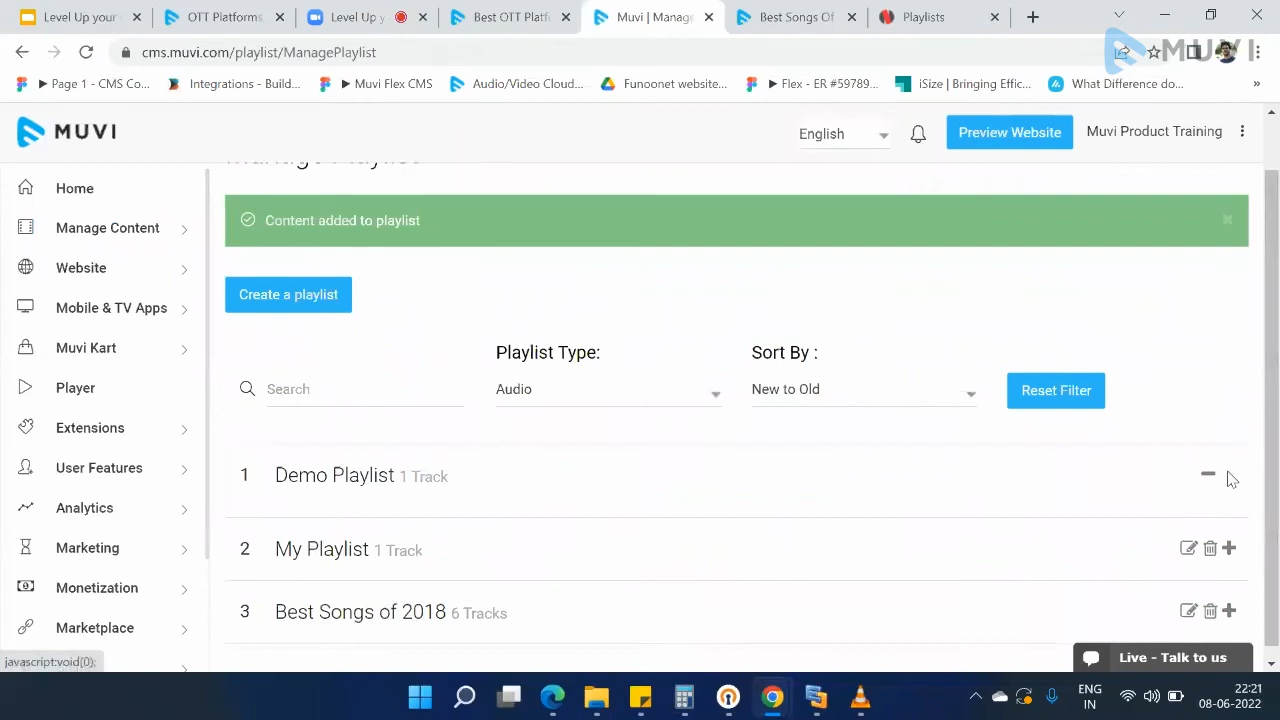 Level Up your
OTT Platforms
Level Up y
Best OTT Platf
Muvi | Manage
Best Songs Of
Playlists
cms.muvi.com/playlist/ManagePlaylist
MUVI
▶ Page 1 - CMS Co...
Integrations - Build...
▶ Muvi Flex CMS
Audio/Video Cloud...
Funoonet website...
▶ Flex - ER #59789...
iSize | Bringing Effic...
What Difference do...
»
MUVI
English
Preview Website
Muvi Product Training
Manage Playlist
Home
Manage Content
Website
Mobile & TV Apps
Muvi Kart
Player
Extensions
User Features
Analytics
Marketing
Monetization
Marketplace
Content added to playlist
Create a playlist
Playlist Type:
Sort By :
Search
Audio
New to Old
Reset Filter
1 Demo Playlist 1 Track
2 My Playlist 1 Track
3 Best Songs of 2018 6 Tracks
javascript:void(0);
Live - Talk to us
ENG
IN
22:21
08-06-2022